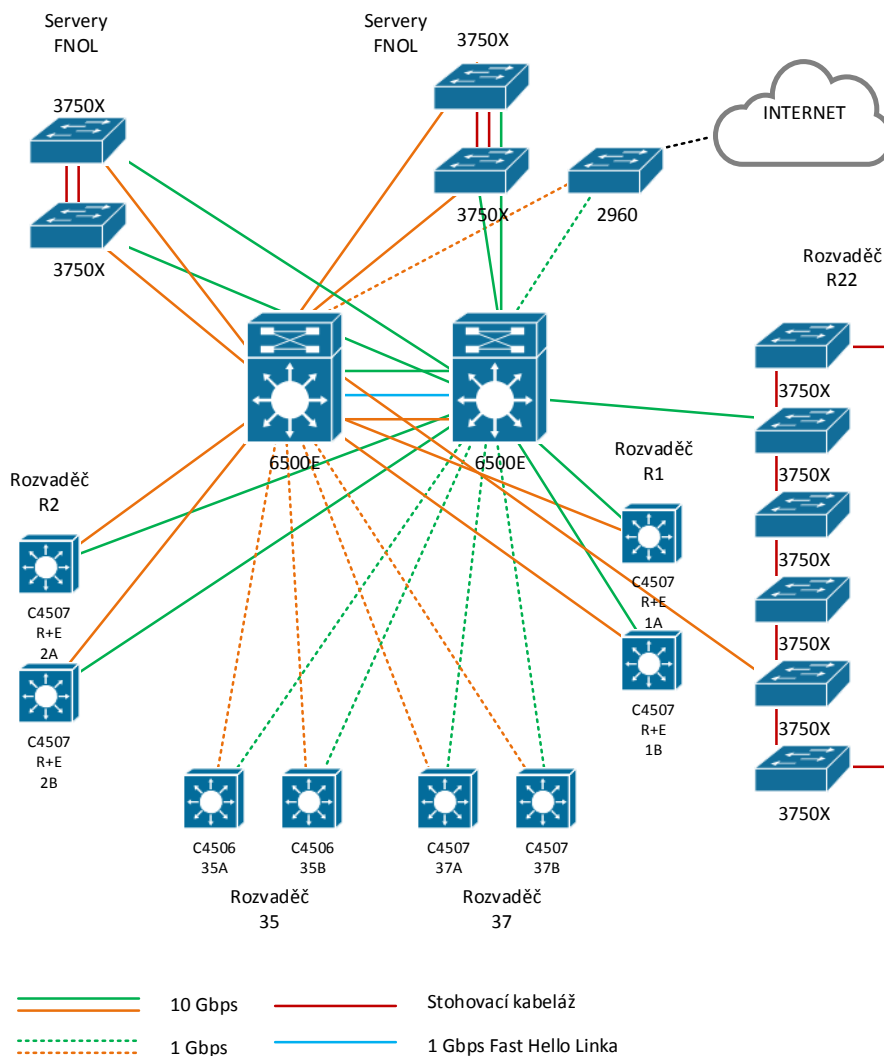 Servery
FNOL
Servery
FNOL
3750X
3750X
INTERNET
3750X
3750X
2960
Rozvaděč
R22
3750X
6500E
6500E
Rozvaděč
R2
Rozvaděč
R1
3750X
3750X
C4507
R+E
2A
C4507
R+E
1A
3750X
C4507
R+E
2B
C4507
R+E
1B
3750X
3750X
C4506
35A
C4506
35B
C4507
37A
C4507
37B
Rozvaděč
35
Rozvaděč
37
10 Gbps
Stohovací kabeláž
1 Gbps
1 Gbps Fast Hello Linka